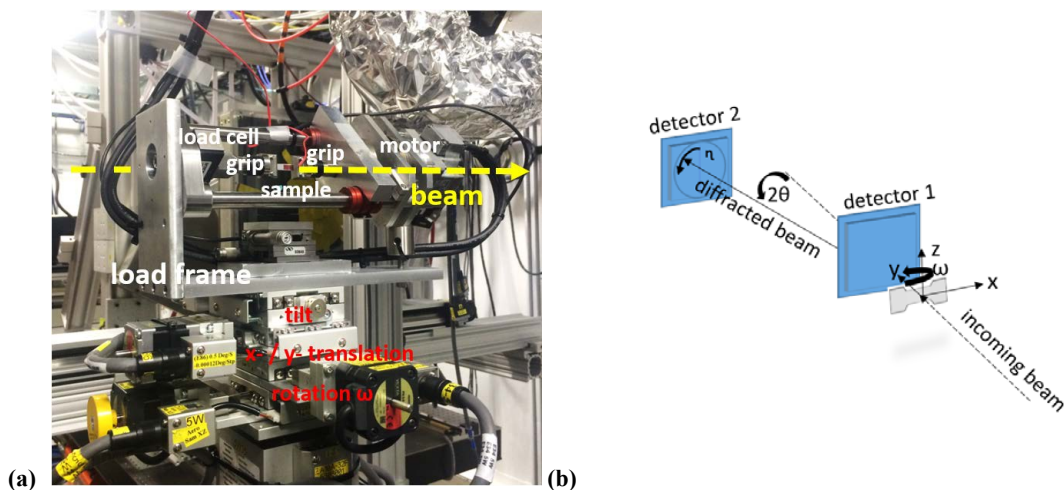 load cell
motor
grip
grip
sample
beam
load frame
tilt
x- / y- translation
rotation ω
5W
(a)
detector 2
η
diffracted beam
2θ
detector 1
z
y
ω
x
incoming beam
(b)